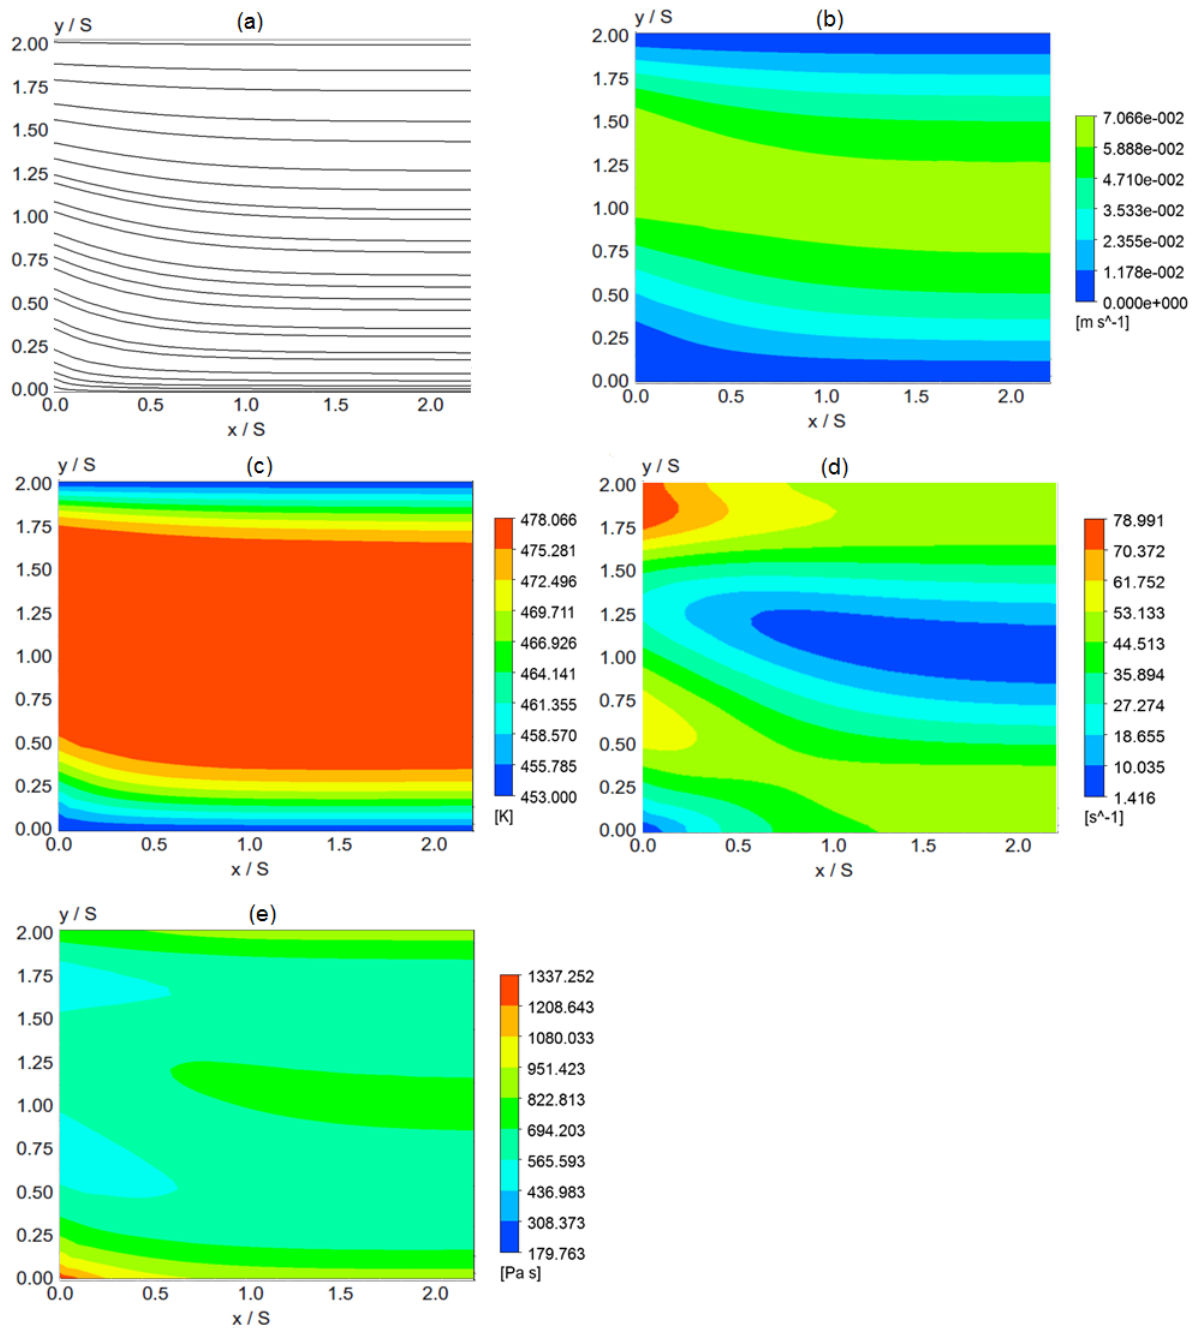 (a)
y / S
2.00
1.75
1.50
1.25
1.00
0.75
0.50
0.25
0.00
0.0 0.5 1.0 1.5 2.0
x / S
(b)
y / S
2.00
1.75
1.50
1.25
1.00
0.75
0.50
0.25
0.00
0.0 0.5 1.0 1.5 2.0
x / S
7.066e-002
5.888e-002
4.710e-002
3.533e-002
2.355e-002
1.178e-002
0.000e+000
[m s^-1]
(c)
y / S
2.00
1.75
1.50
1.25
1.00
0.75
0.50
0.25
0.00
0.0 0.5 1.0 1.5 2.0
x / S
478.066
475.281
472.496
469.711
466.926
464.141
461.355
458.570
455.785
453.000
[K]
(d)
y / S
2.00
1.75
1.50
1.25
1.00
0.75
0.50
0.25
0.00
0.0 0.5 1.0 1.5 2.0
x / S
78.991
70.372
61.752
53.133
44.513
35.894
27.274
18.655
10.035
1.416
[s^-1]
(e)
y / S
2.00
1.75
1.50
1.25
1.00
0.75
0.50
0.25
0.00
0.0 0.5 1.0 1.5 2.0
x / S
1337.252
1208.643
1080.033
951.423
822.813
694.203
565.593
436.983
308.373
179.763
[Pa s]